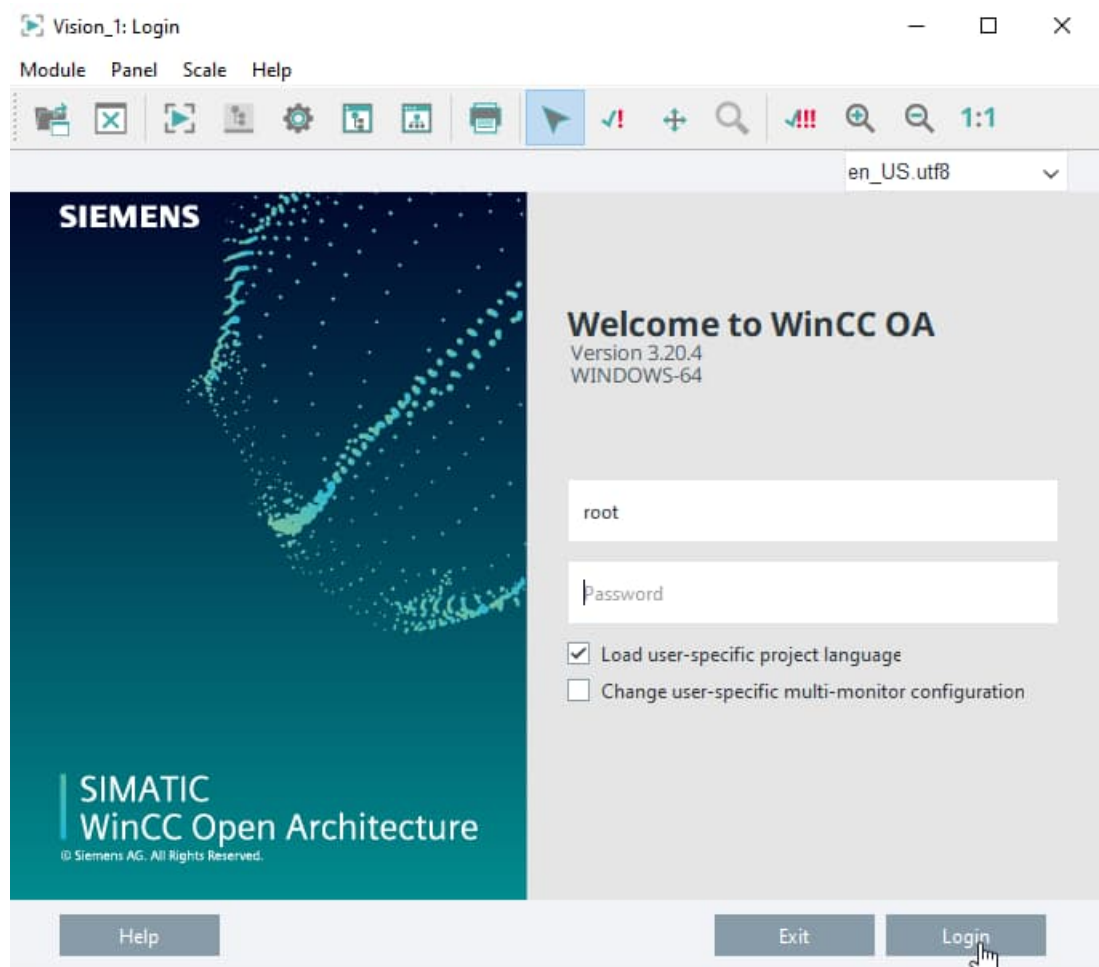 Vision_1: Login
Module Panel Scale Help
1:1
en_US.utf8
SIEMENS
Welcome to WinCC OA
Version 3.20.4
WINDOWS-64
root
Password
Load user-specific project language
Change user-specific multi-monitor configuration
SIMATIC
WinCC Open Architecture
© Siemens AG. All Rights Reserved.
Help Exit Login